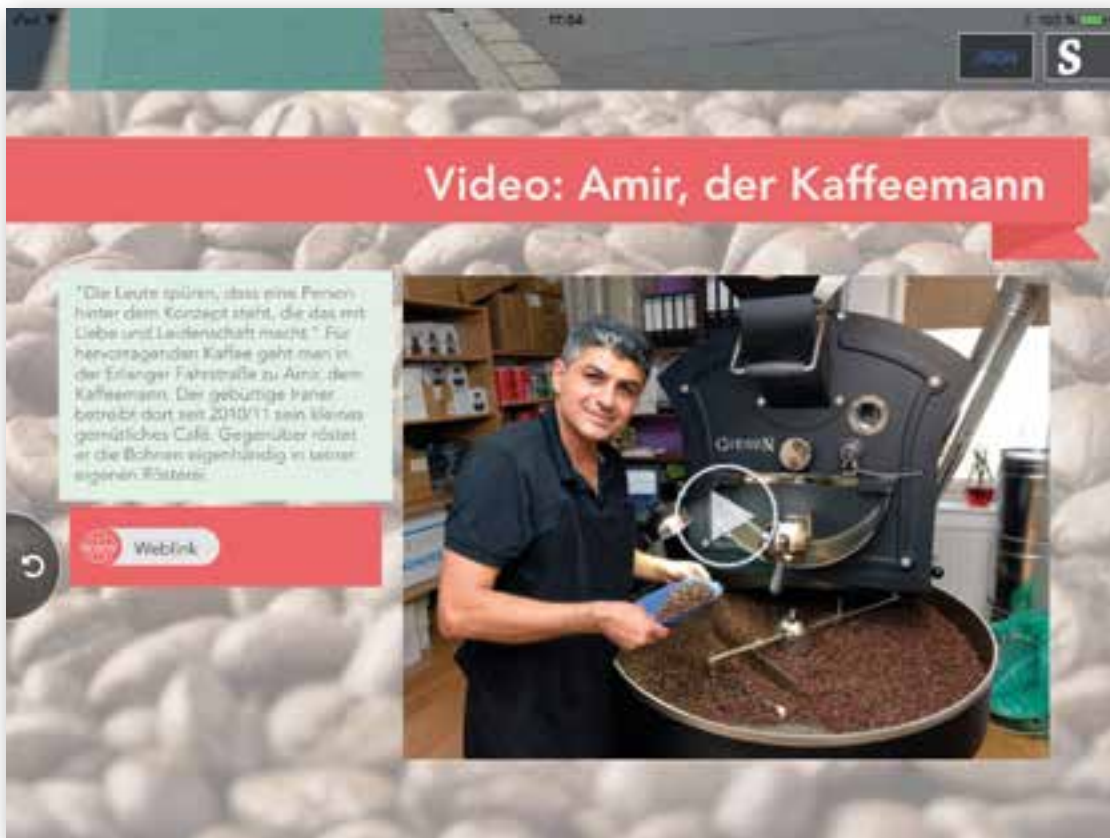 17:04
100 %
S
Video: Amir, der Kaffeemann
"Die Leute spüren, dass eine Person
hinter dem Konzept steht, die das mit
Liebe und Leidenschaft macht." Für
hervorragenden Kaffee geht man in
der Erlanger Fahrstraße zu Amir, dem
Kaffeemann. Der gebürtige Iraner
betreibt dort seit 2010/11 sein kleines
gemütliches Café. Gegenüber röstet
er die Bohnen eigenhändig in seiner
eigenen Rösterei.
GIESEN
Weblink